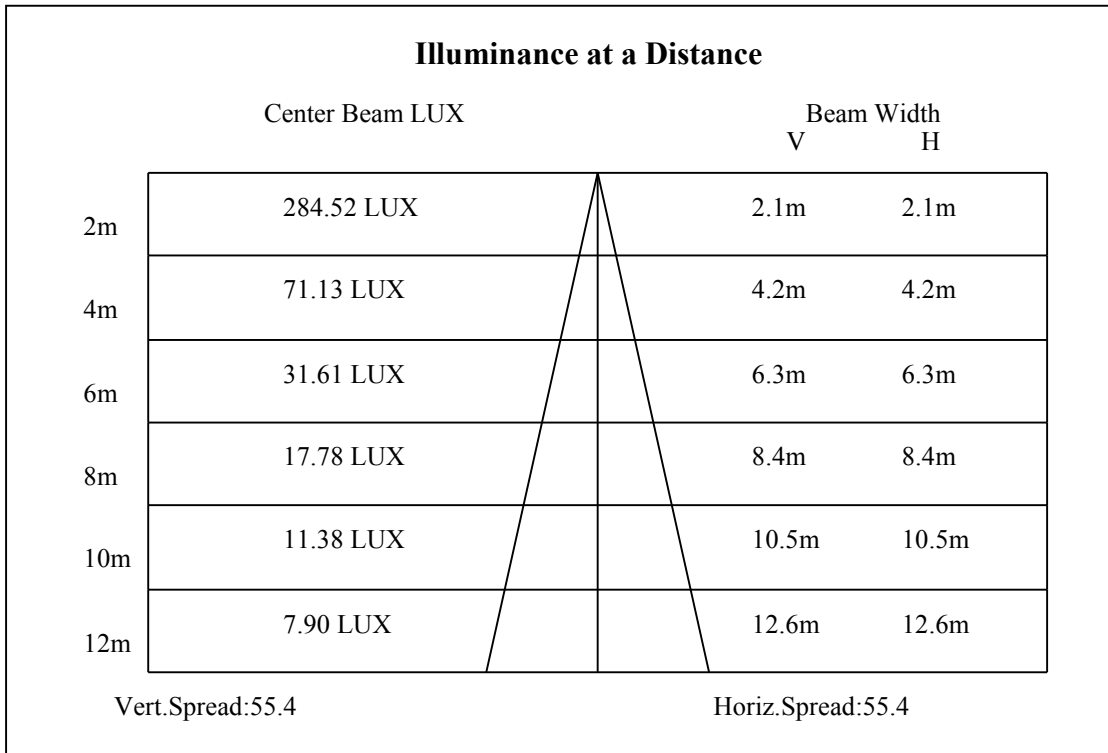 Illuminance at a Distance
Center Beam LUX Beam Width
V H
284.52 LUX 2.1m 2.1m
2m
71.13 LUX 4.2m 4.2m
4m
31.61 LUX 6.3m 6.3m
6m
17.78 LUX 8.4m 8.4m
8m
11.38 LUX 10.5m 10.5m
10m
7.90 LUX 12.6m 12.6m
12m
Vert.Spread:55.4 Horiz.Spread:55.4